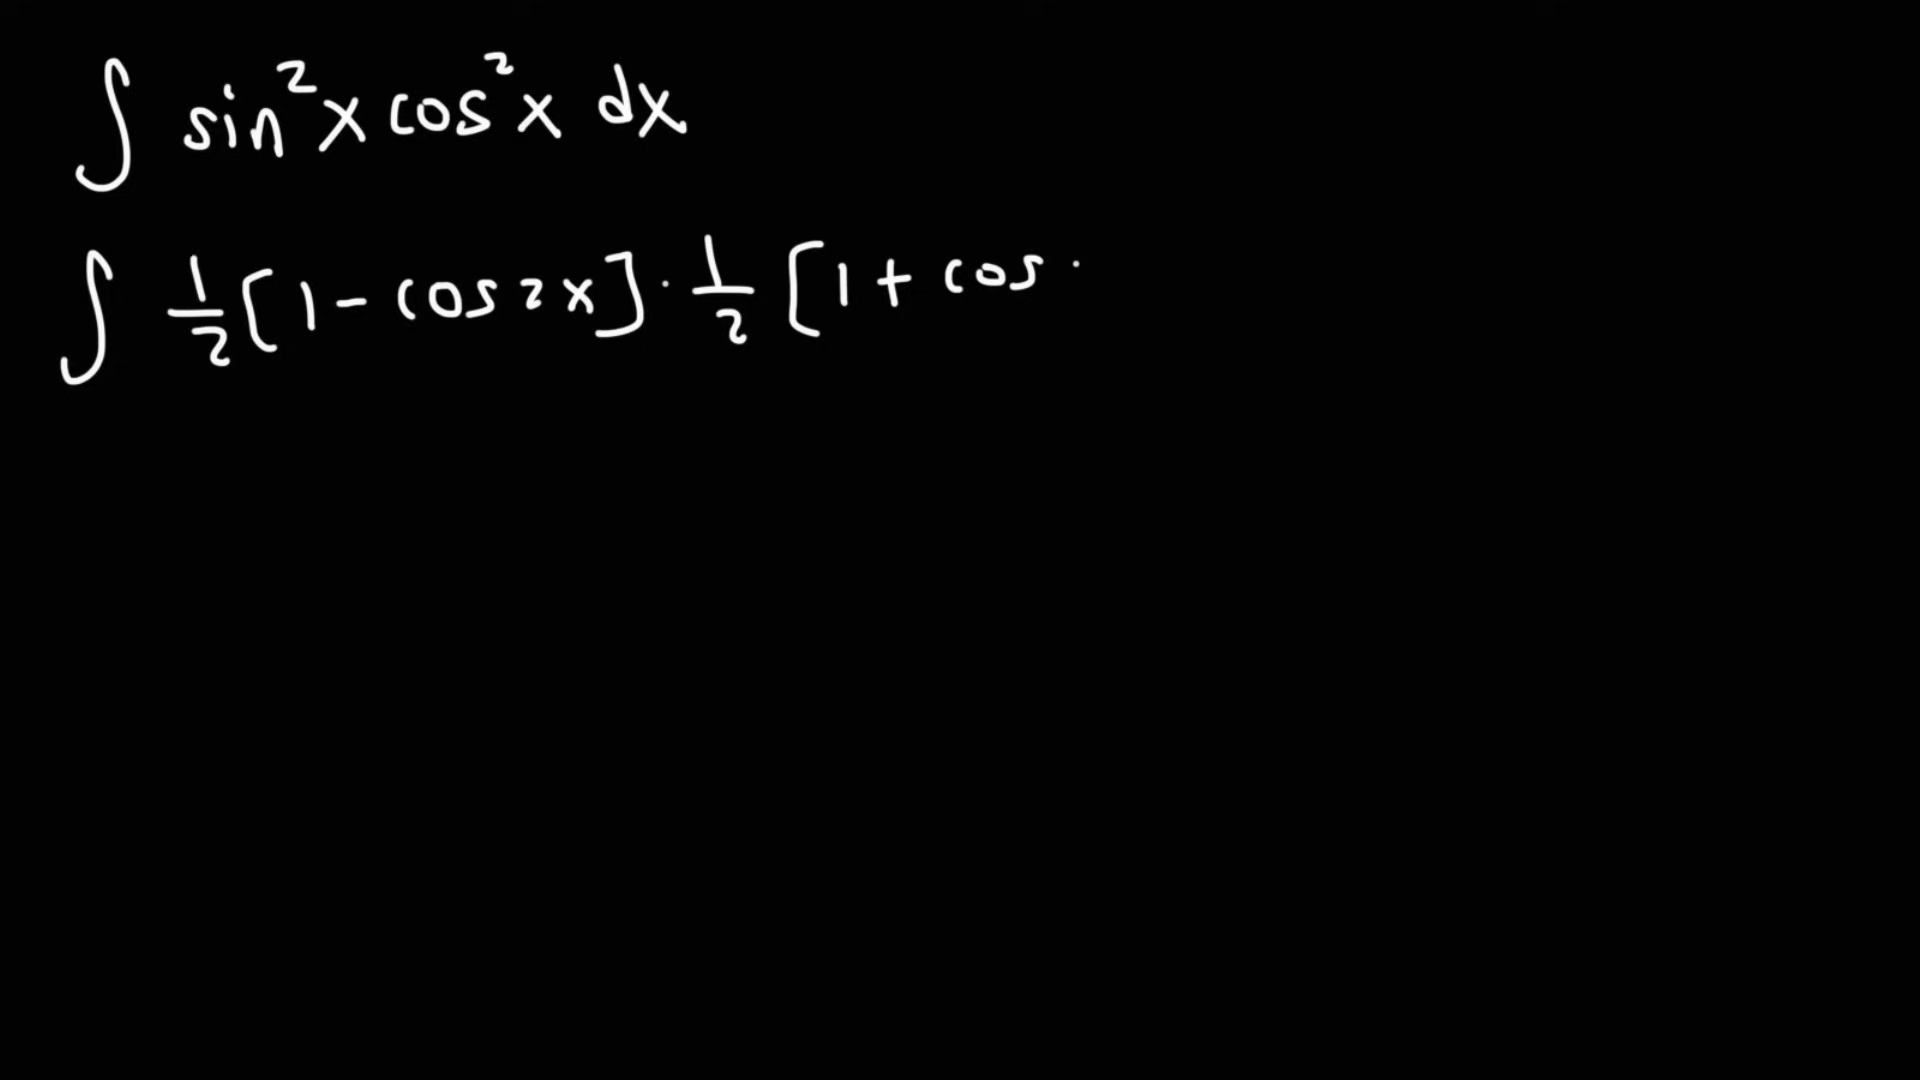 ∫ sin²x cos²x dx
∫ 1/2 [1 - cos 2x] · 1/2 [1 + cos